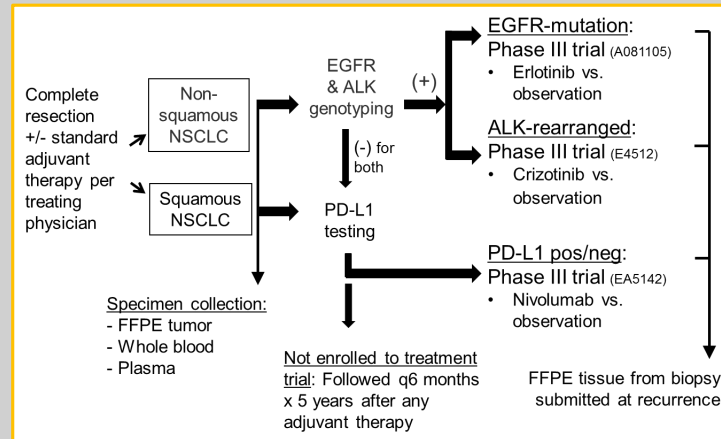 Complete
resection
+/- standard
adjuvant
therapy per
treating
physician
Non-
squamous
NSCLC
Squamous
NSCLC
Specimen collection:
- FFPE tumor
- Whole blood
- Plasma
EGFR
& ALK
genotyping
(+)
(-) for
both
PD-L1
testing
Not enrolled to treatment
trial: Followed q6 months
x 5 years after any
adjuvant therapy
EGFR-mutation:
Phase III trial (A081105)
• Erlotinib vs.
observation
ALK-rearranged:
Phase III trial (E4512)
• Crizotinib vs.
observation
PD-L1 pos/neg:
Phase III trial (EA5142)
• Nivolumab vs.
observation
FFPE tissue from biopsy
submitted at recurrence